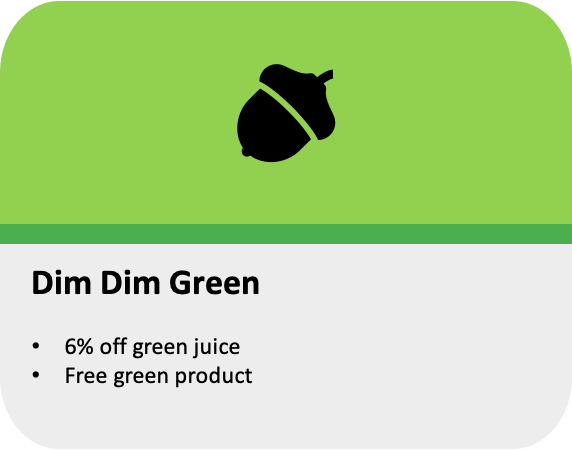 Dim Dim Green
• 6% off green juice
• Free green product